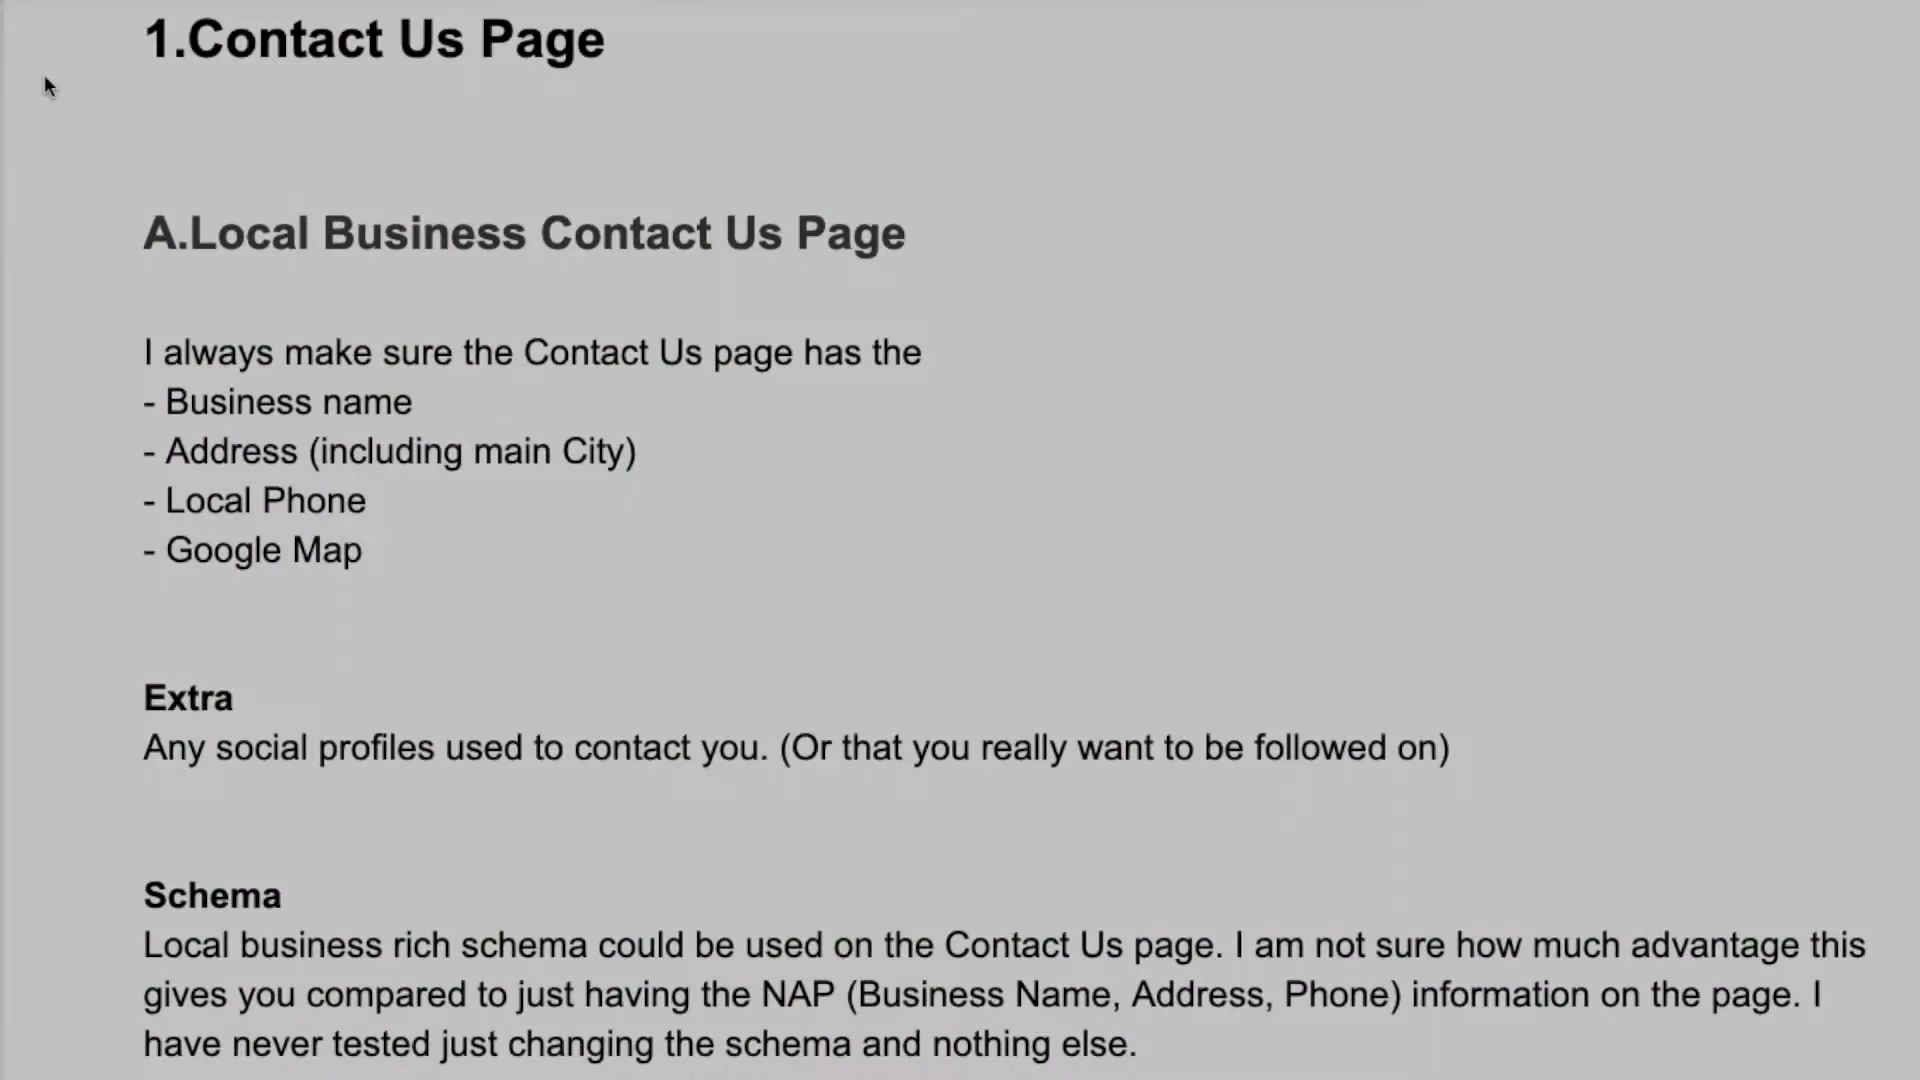 1.Contact Us Page
A.Local Business Contact Us Page
I always make sure the Contact Us page has the
- Business name
- Address (including main City)
- Local Phone
- Google Map
Extra
Any social profiles used to contact you. (Or that you really want to be followed on)
Schema
Local business rich schema could be used on the Contact Us page. I am not sure how much advantage this
gives you compared to just having the NAP (Business Name, Address, Phone) information on the page. I
have never tested just changing the schema and nothing else.